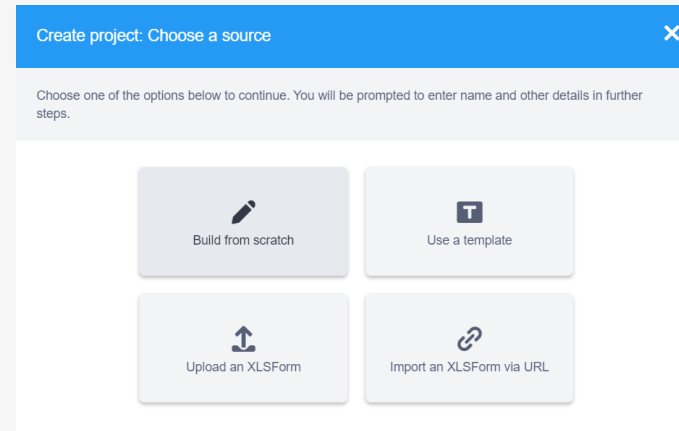 Create project: Choose a source
Choose one of the options below to continue. You will be prompted to enter name and other details in further
steps.
Build from scratch
T
Use a template
Upload an XLSForm
Import an XLSForm via URL